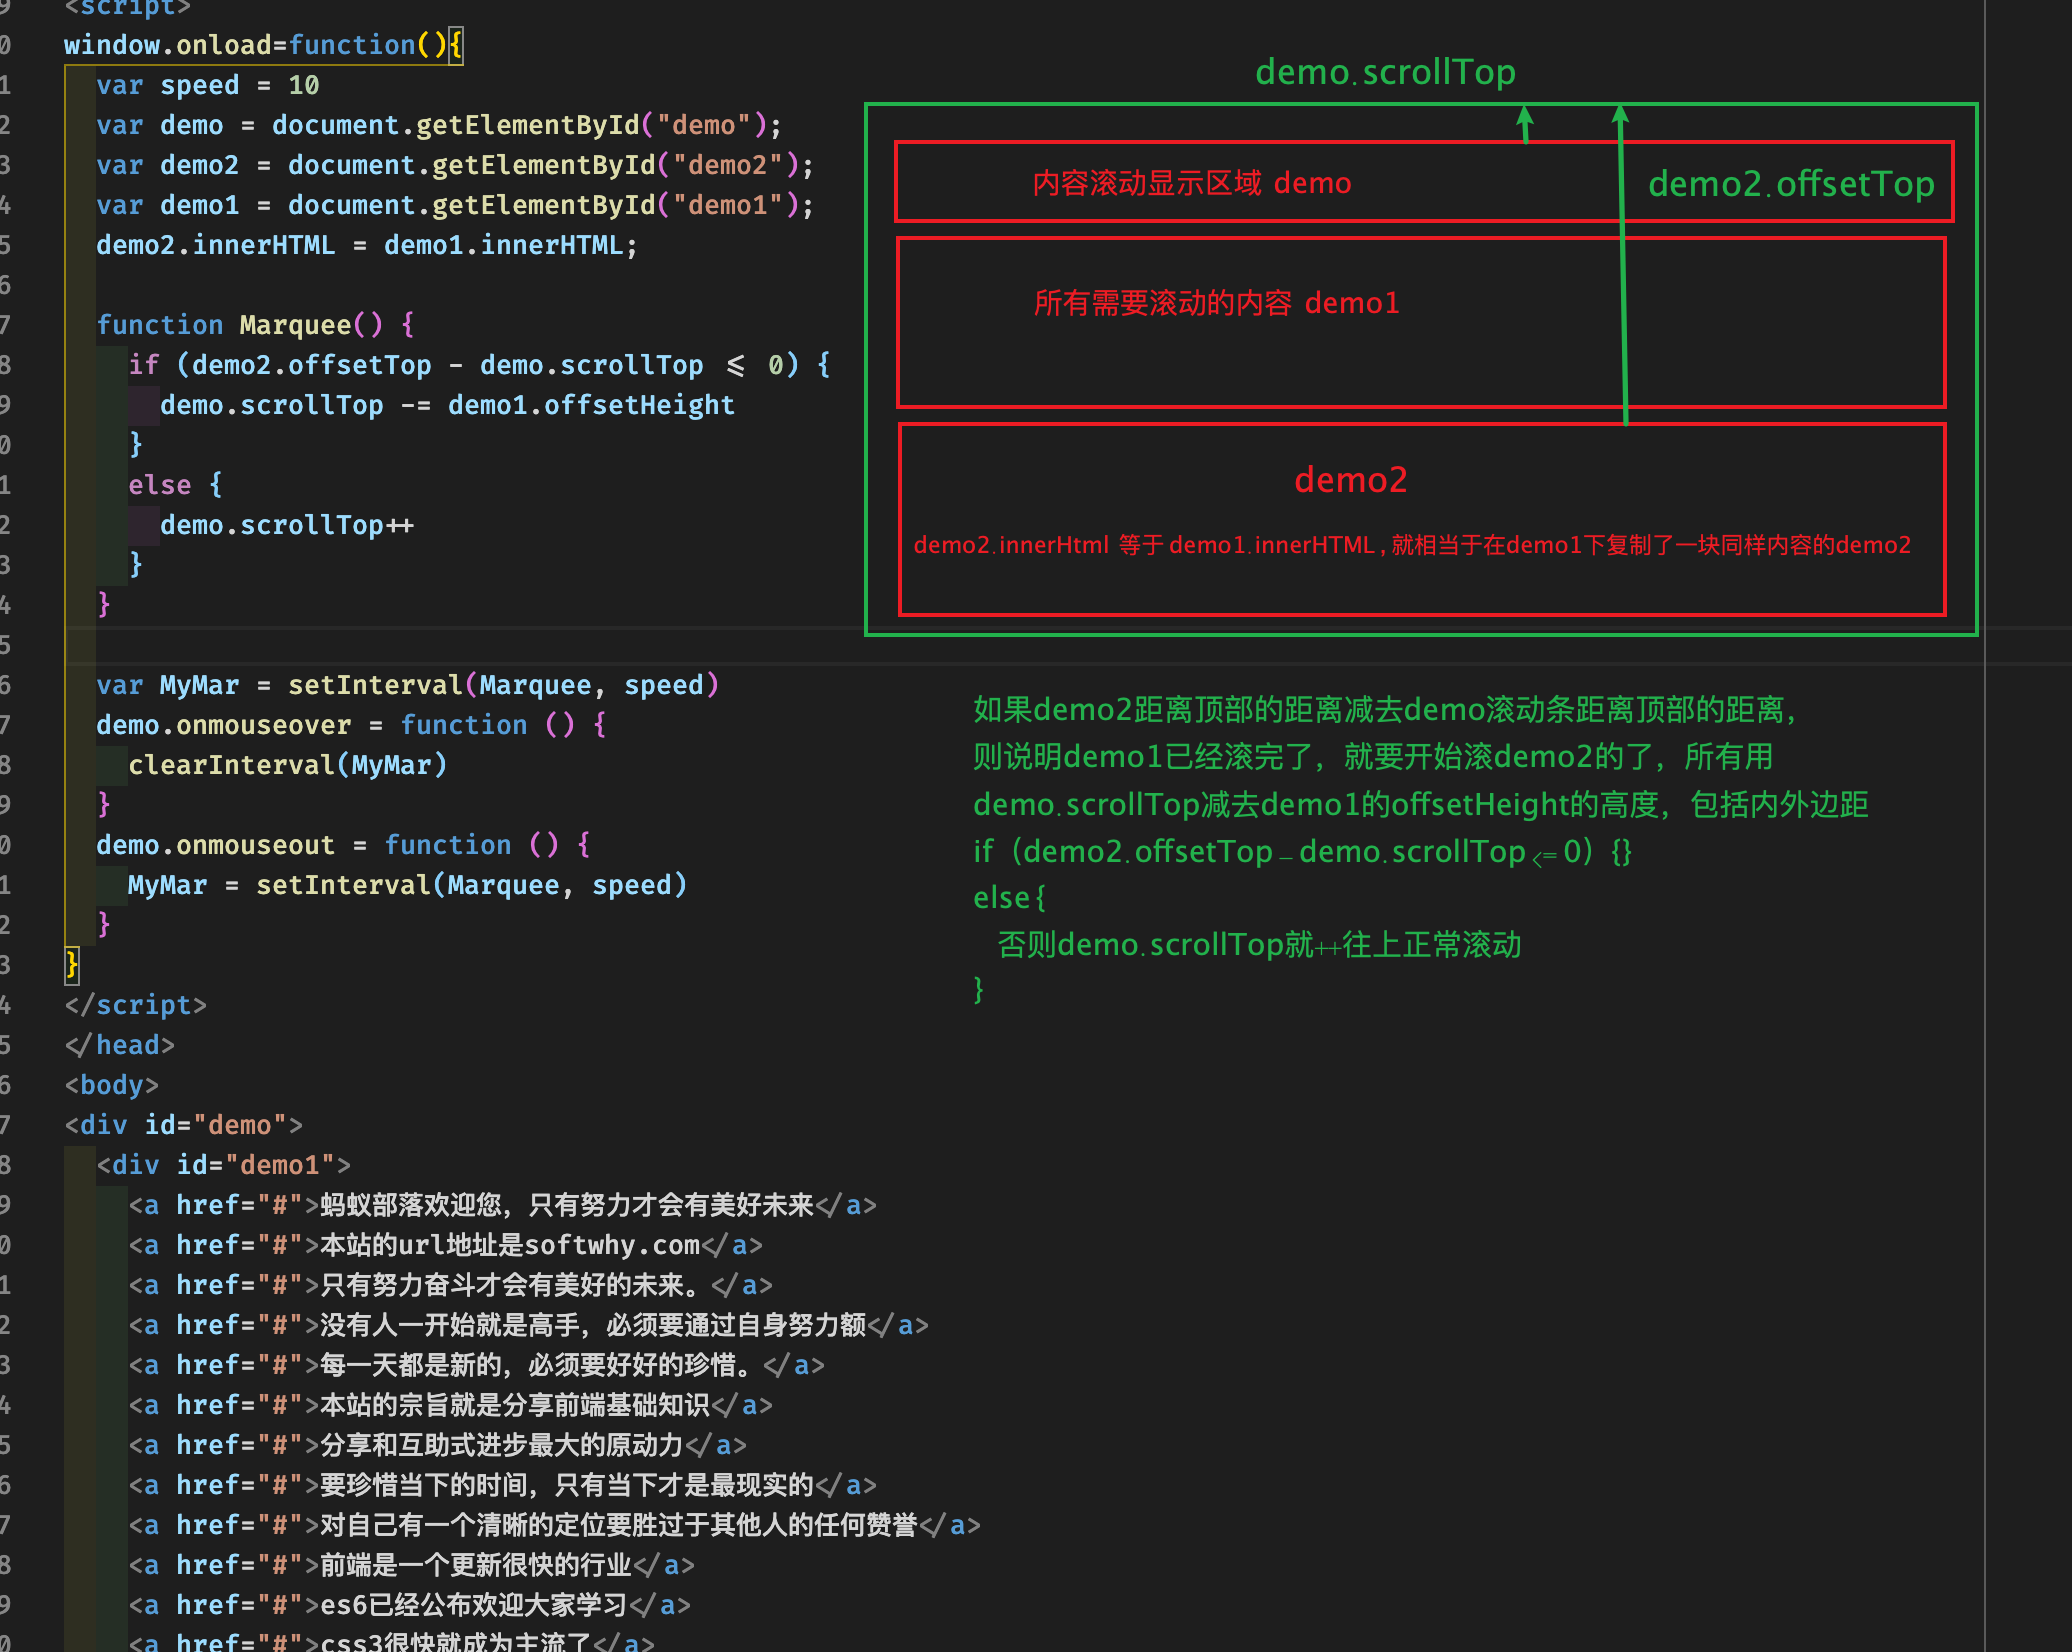 <script>
window.onload=function(){
var speed = 10
var demo = document.getElementById("demo");
var demo2 = document.getElementById("demo2");
var demo1 = document.getElementById("demo1");
demo2.innerHTML = demo1.innerHTML;
function Marquee() {
if (demo2.offsetTop - demo.scrollTop <= 0) {
demo.scrollTop -= demo1.offsetHeight
}
else {
demo.scrollTop++
}
}
var MyMar = setInterval(Marquee, speed)
demo.onmouseover = function () {
clearInterval(MyMar)
}
demo.onmouseout = function () {
MyMar = setInterval(Marquee, speed)
}
}
</script>
</head>
<body>
<div id="demo">
<div id="demo1">
<a href="#">蚂蚁部落欢迎您，只有努力才会有美好未来</a>
<a href="#">本站的url地址是softwhy.com</a>
<a href="#">只有努力奋斗才会有美好的未来。</a>
<a href="#">没有人一开始就是高手，必须要通过自身努力额</a>
<a href="#">每一天都是新的，必须要好好的珍惜。</a>
<a href="#">本站的宗旨就是分享前端基础知识</a>
<a href="#">分享和互助式进步最大的原动力</a>
<a href="#">要珍惜当下的时间，只有当下才是最现实的</a>
<a href="#">对自己有一个清晰的定位要胜过于其他人的任何赞誉</a>
<a href="#">前端是一个更新很快的行业</a>
<a href="#">es6已经公布欢迎大家学习</a>
<a href="#">css3很快就成为主流了</a>
demo.scrollTop
内容滚动显示区域 demo
demo2.offsetTop
所有需要滚动的内容 demo1
demo2
demo2.innerHtml 等于 demo1.innerHTML , 就相当于在demo1下复制了一块同样内容的demo2
如果demo2距离顶部的距离减去demo滚动条距离顶部的距离，
则说明demo1已经滚完了，就要开始滚demo2的了，所有用
demo.scrollTop减去demo1的offsetHeight的高度，包括内外边距
if（demo2.offsetTop – demo.scrollTop <= 0）{}
else {
否则demo.scrollTop就++往上正常滚动
}